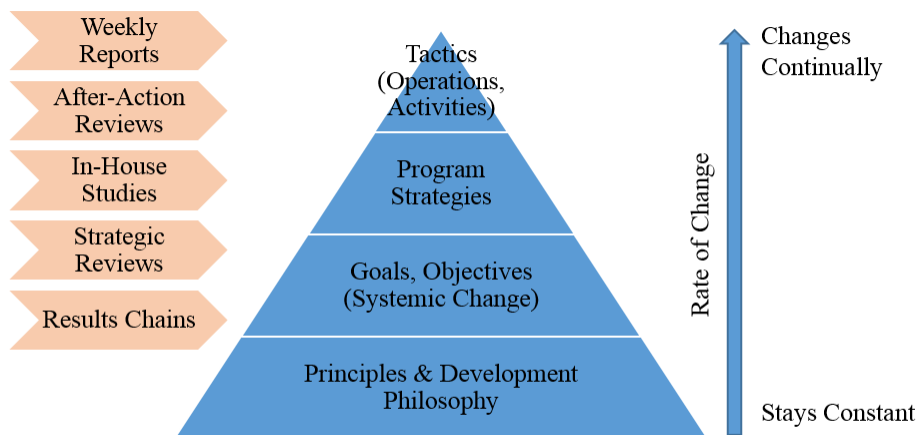 Weekly
Reports
After-Action
Reviews
In-House
Studies
Strategic
Reviews
Results Chains
Tactics
(Operations,
Activities)
Program
Strategies
Goals, Objectives
(Systemic Change)
Principles & Development
Philosophy
Rate of Change
Changes
Continually
Stays Constant